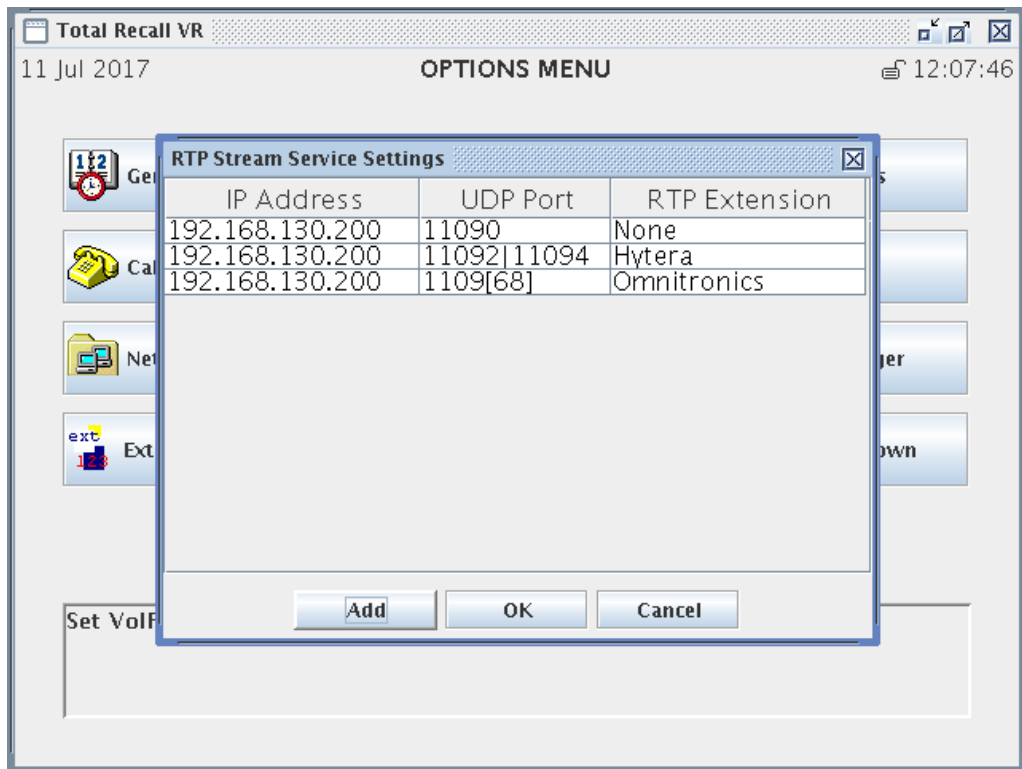 Total Recall VR
11 Jul 2017 OPTIONS MENU 12:07:46
RTP Stream Service Settings
IP Address UDP Port RTP Extension
192.168.130.200 11090 None
192.168.130.200 11092|11094 Hytera
192.168.130.200 1109[68] Omnitronics
ext
123
Ext
Add OK Cancel